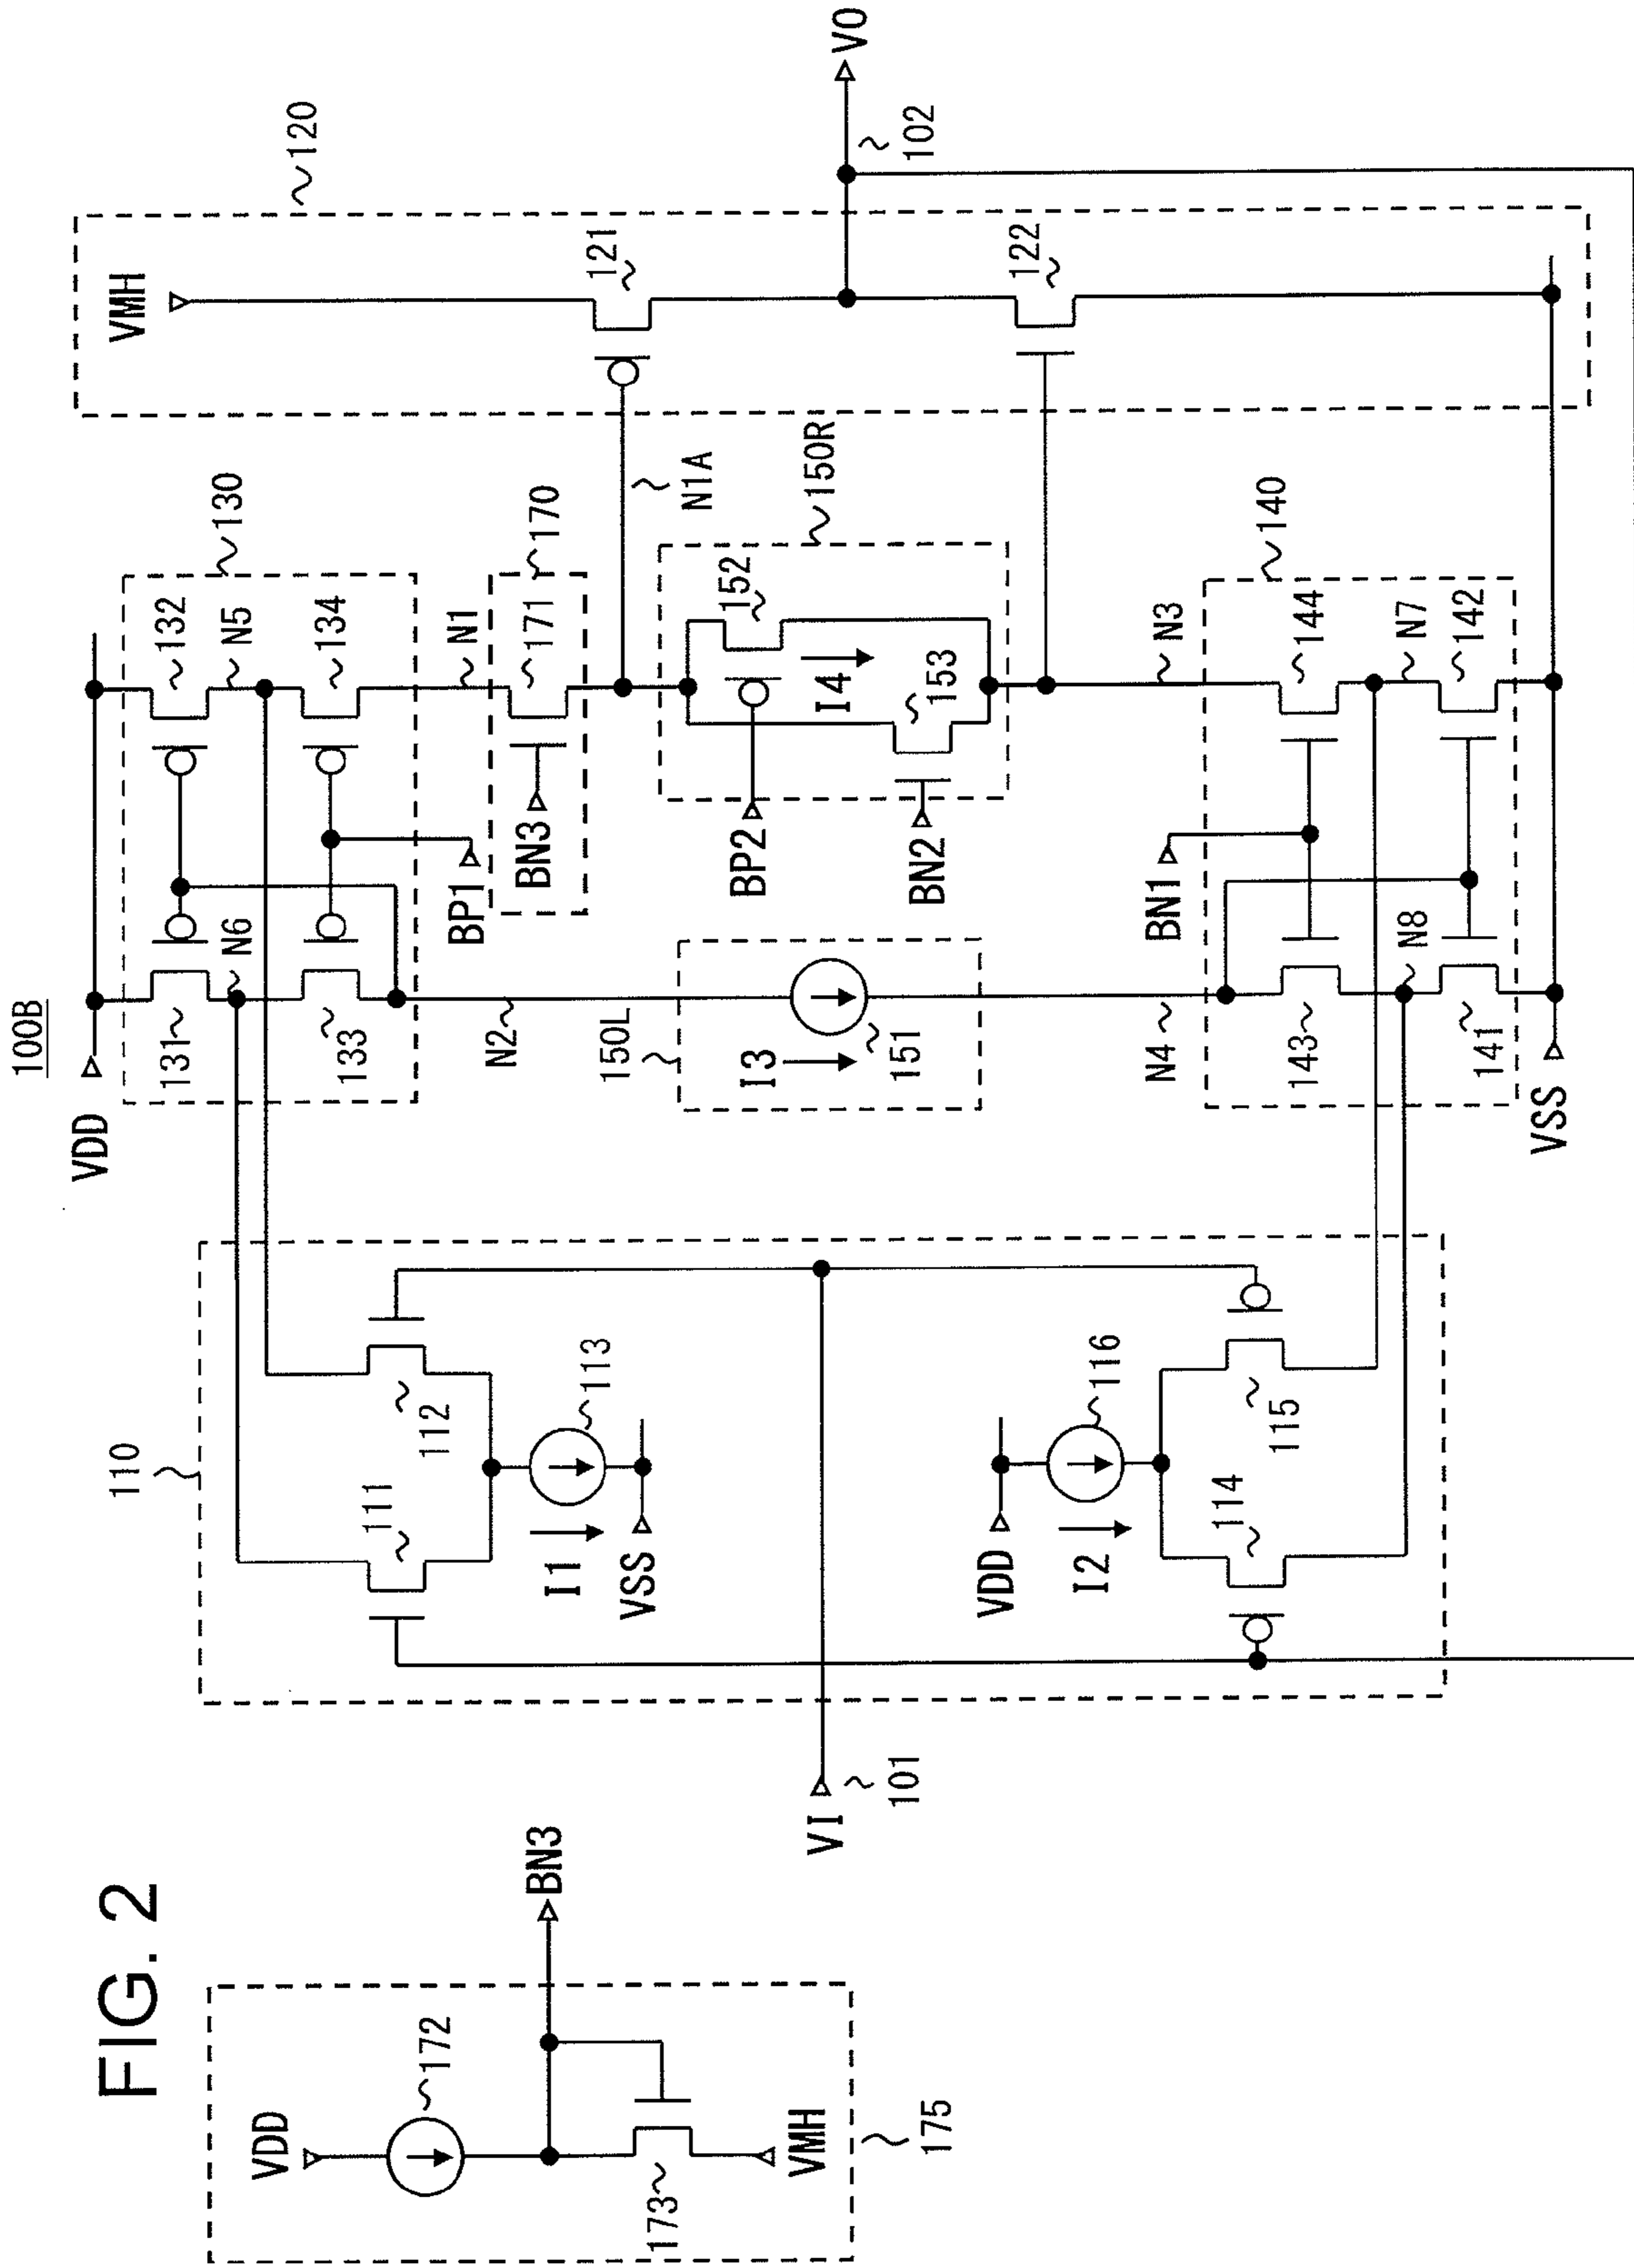 FIG. 2
100B
VDD
131
N6
133
132
N5
134
130
BP1
N1
BN3
171
170
N1A
VMH
120
121
122
VO
102
N2
150L
I3
151
N4
BP2
152
I4
153
BN2
150R
BN1
N3
140
143
144
N8
N7
141
142
VSS
110
111
112
113
I1
VSS
VDD
116
I2
114
115
VI
101
VDD
172
BN3
173
VMH
175